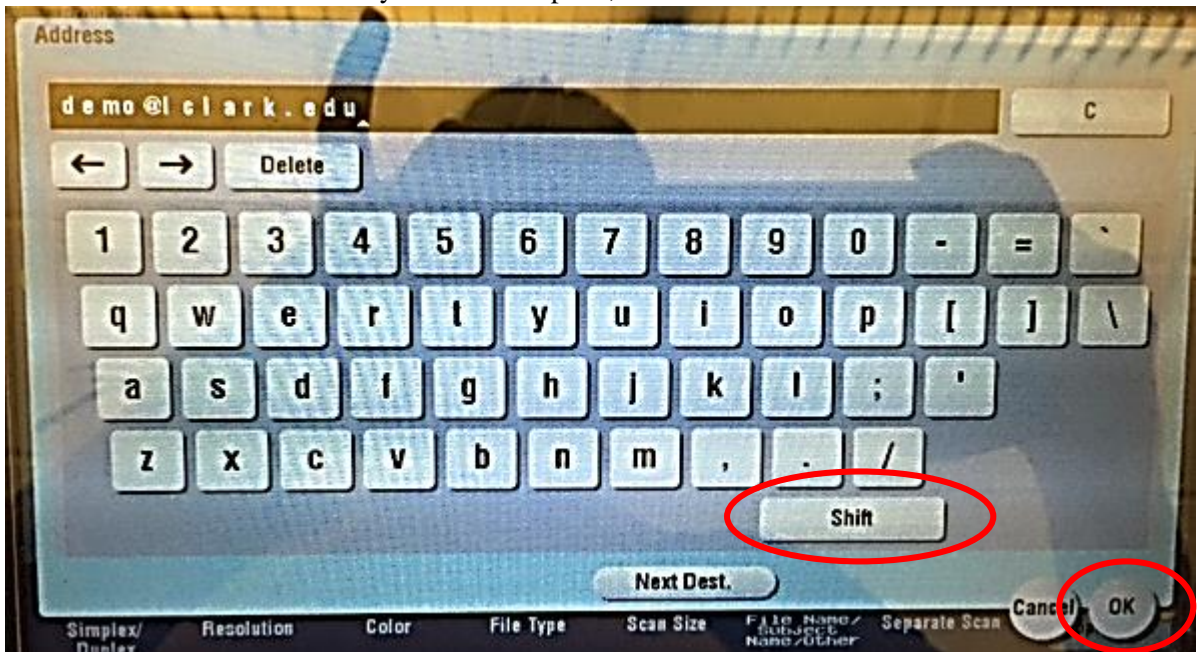 Address
demo@lclark.edu
C
← → Delete
1 2 3 4 5 6 7 8 9 0 - = `
q w e r t y u i o p [ ] \
a s d f g h j k l ; '
z x c v b n m , . /
Shift
Next Dest.
Cancel OK
Simplex/ Resolution Color File Type Scan Size File Name/ Separate Scan
Duplex Subject
Name/Other